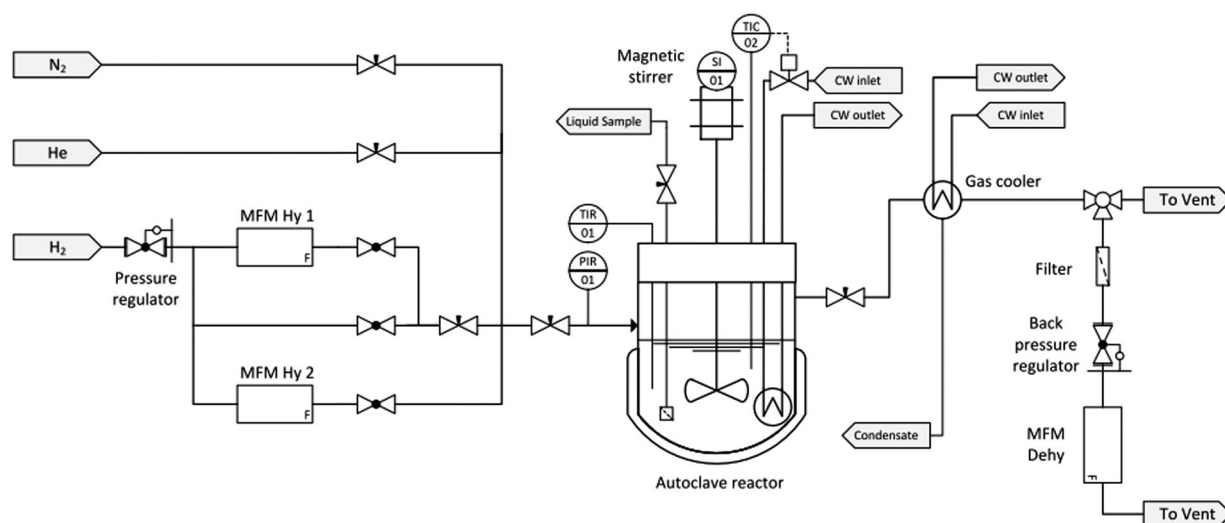 N2
He
H2
Pressure
regulator
MFM Hy 1
F
MFM Hy 2
F
Liquid Sample
Magnetic
stirrer
SI
01
TIC
02
CW inlet
CW outlet
TIR
01
PIR
01
Autoclave reactor
CW outlet
CW inlet
Gas cooler
Condensate
To Vent
Filter
Back
pressure
regulator
MFM
Dehy
F
To Vent